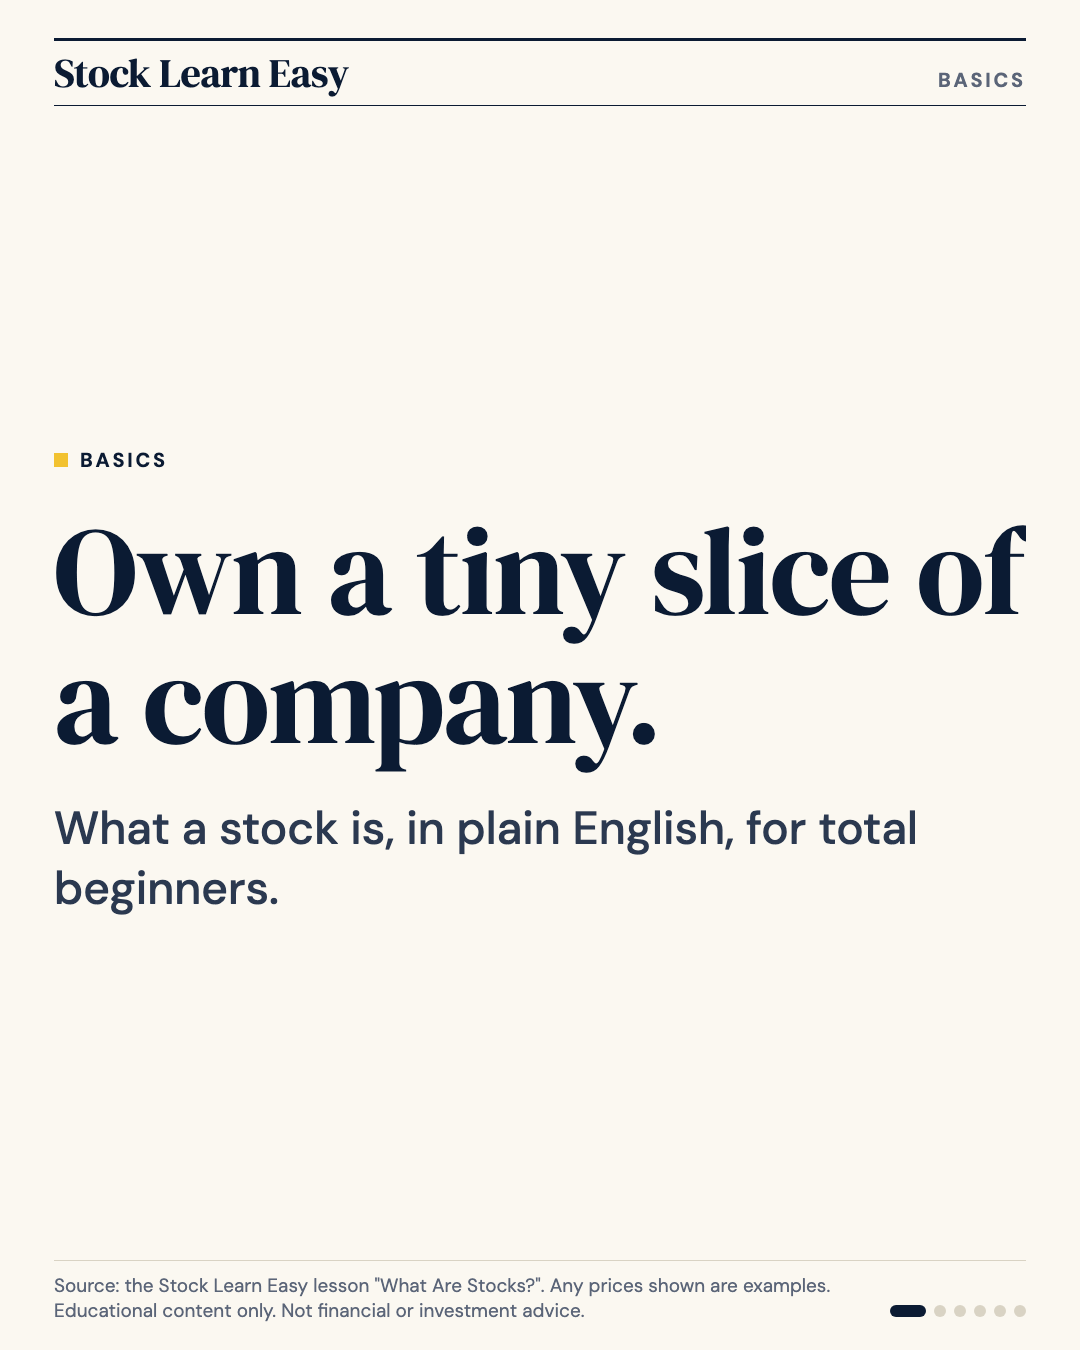 Stock Learn Easy
BASICS
BASICS
Own a tiny slice of
a company.
What a stock is, in plain English, for total
beginners.
Source: the Stock Learn Easy lesson "What Are Stocks?". Any prices shown are examples.
Educational content only. Not financial or investment advice.